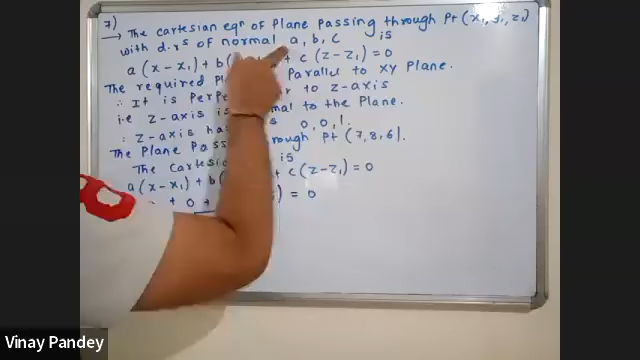 7)
→ The cartesian eqⁿ of Plane Passing through Pt (x₁, y₁, z₁)
with d.rˢ of normal a, b, c is
a (x - x₁) + b( + c (z - z₁) = 0
The required Parallel to XY Plane.
∴ It is Perpe to z-axis
i.e z-axis is mal to the Plane.
∴ z-axis ha 0, 0, 1.
The Plane Pas rough Pt (7, 8, 6).
The Cartesi is
a(x - x₁) + b( + c (z - z₁) = 0
+ 0 + ) = 0
Vinay Pandey